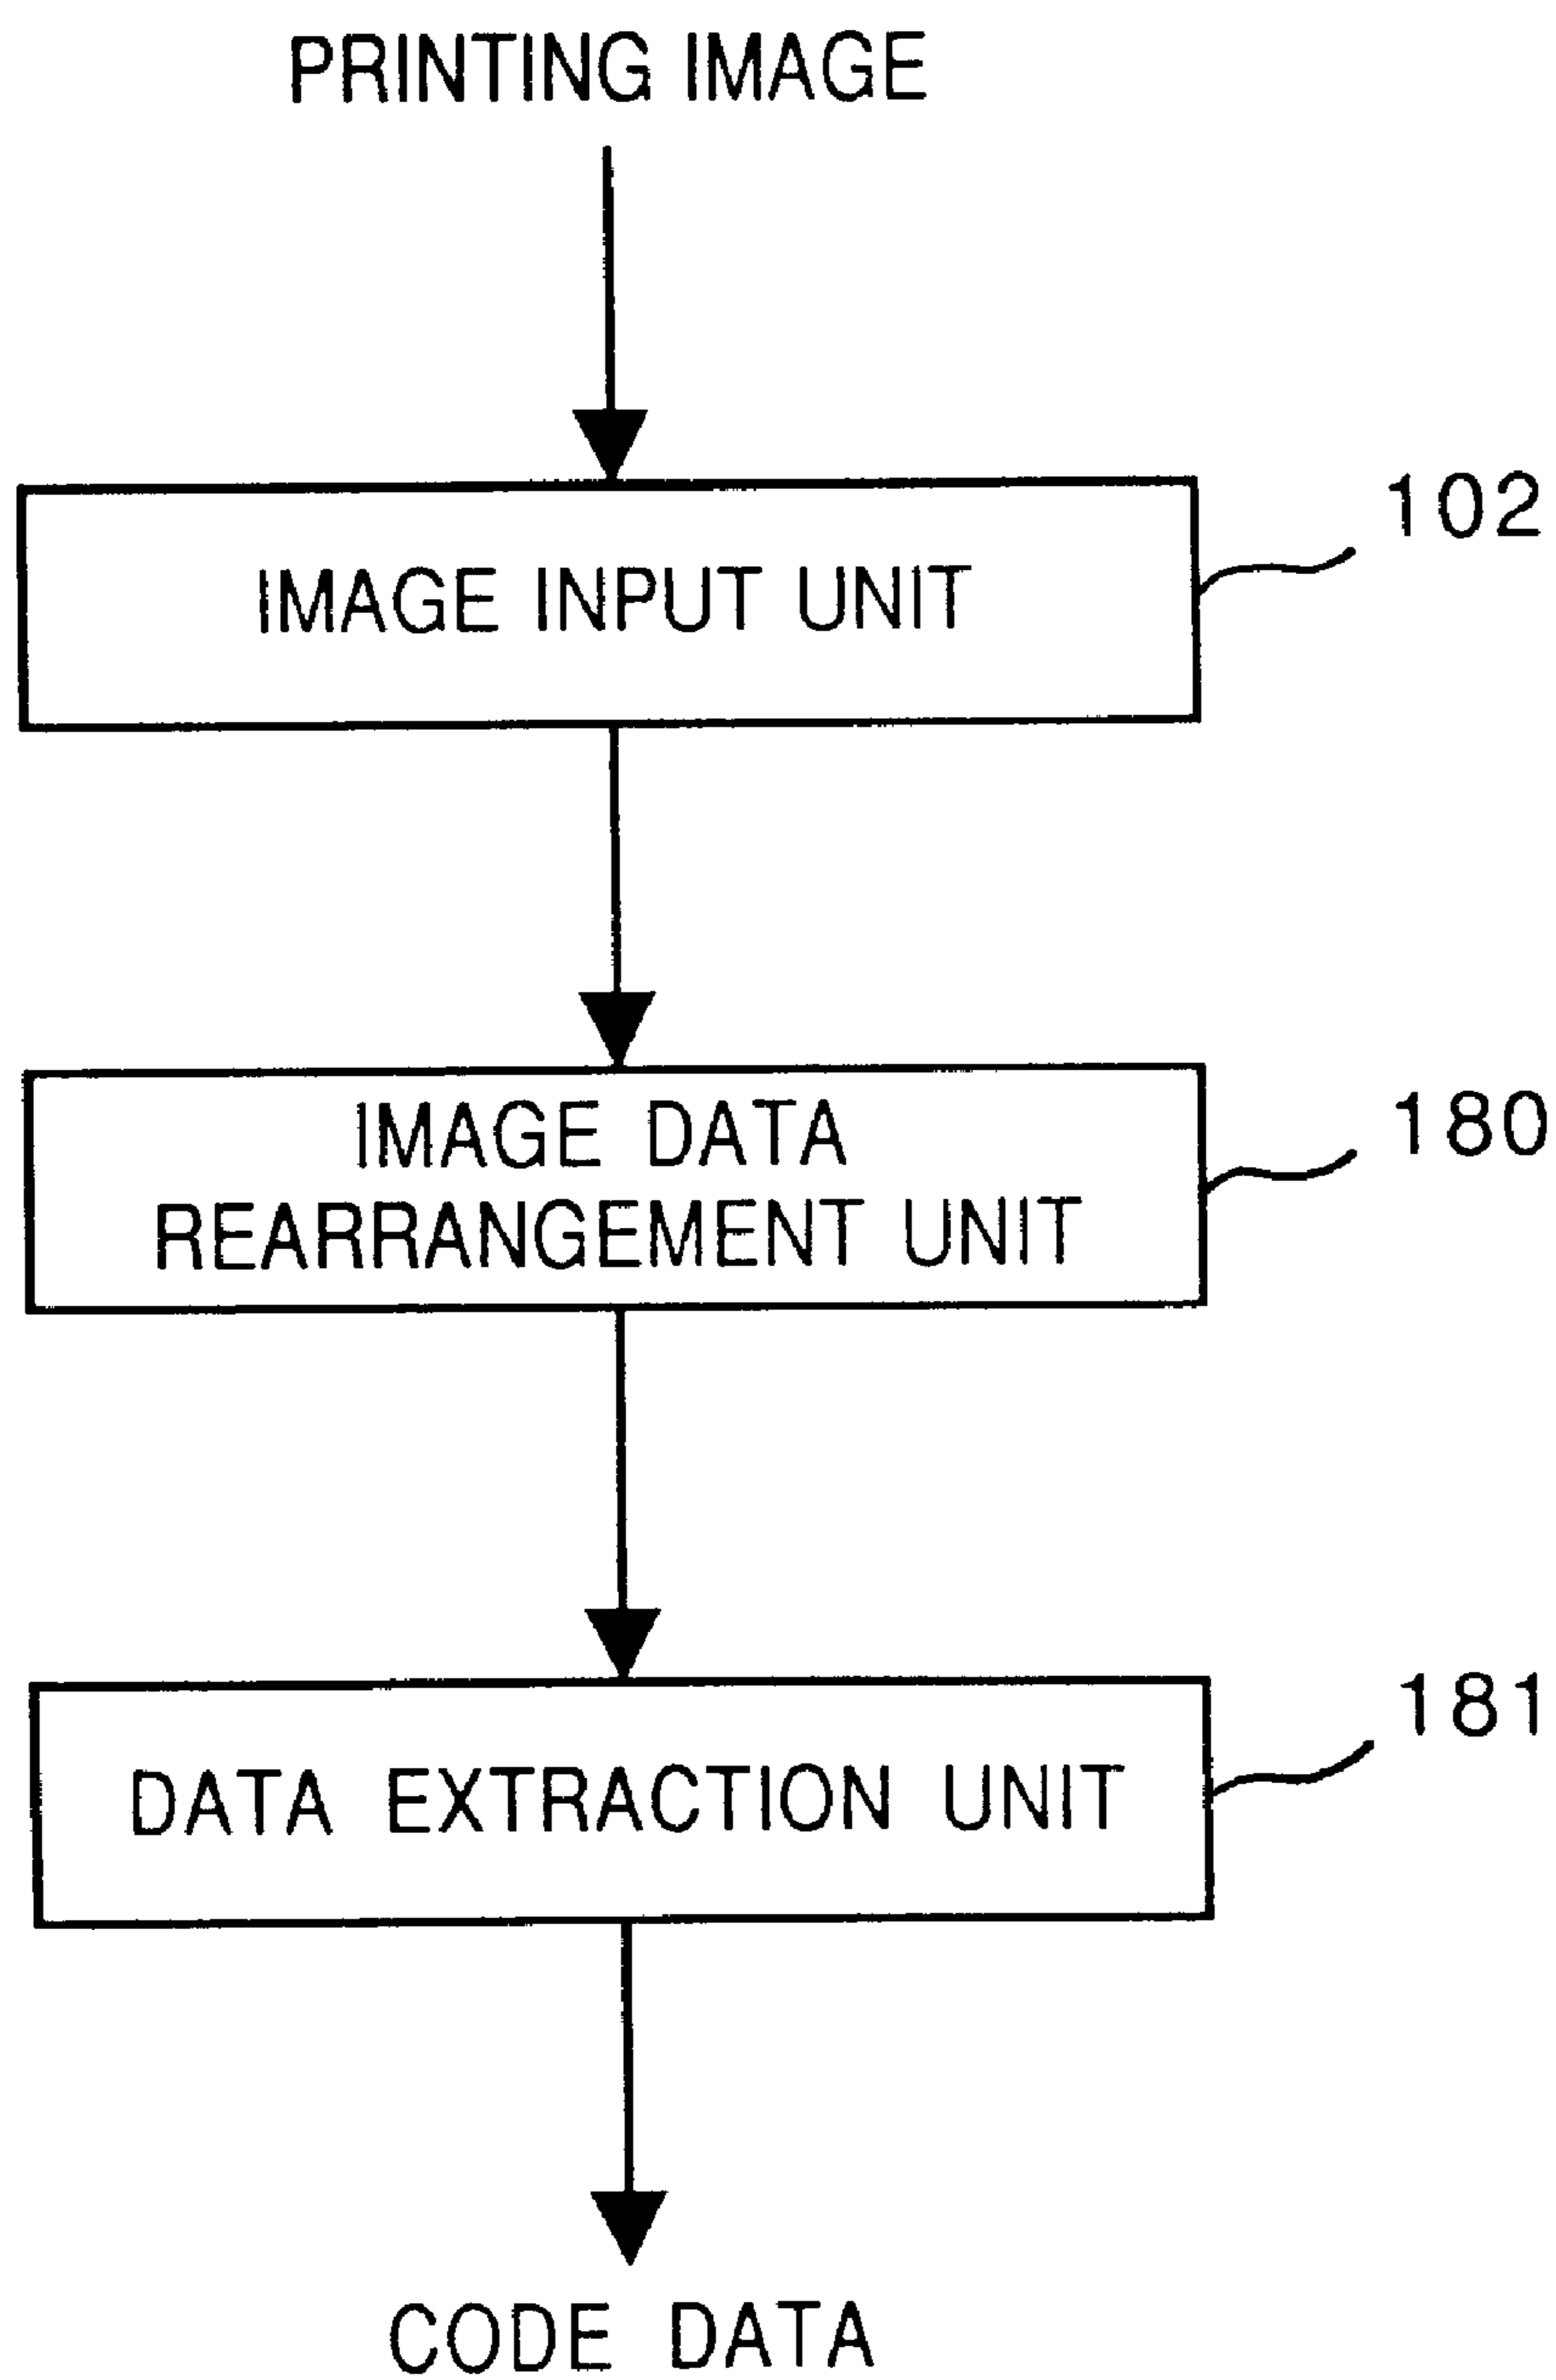 PRINTING IMAGE
102
IMAGE INPUT UNIT
180
IMAGE DATA
REARRANGEMENT UNIT
181
DATA EXTRACTION UNIT
CODE DATA